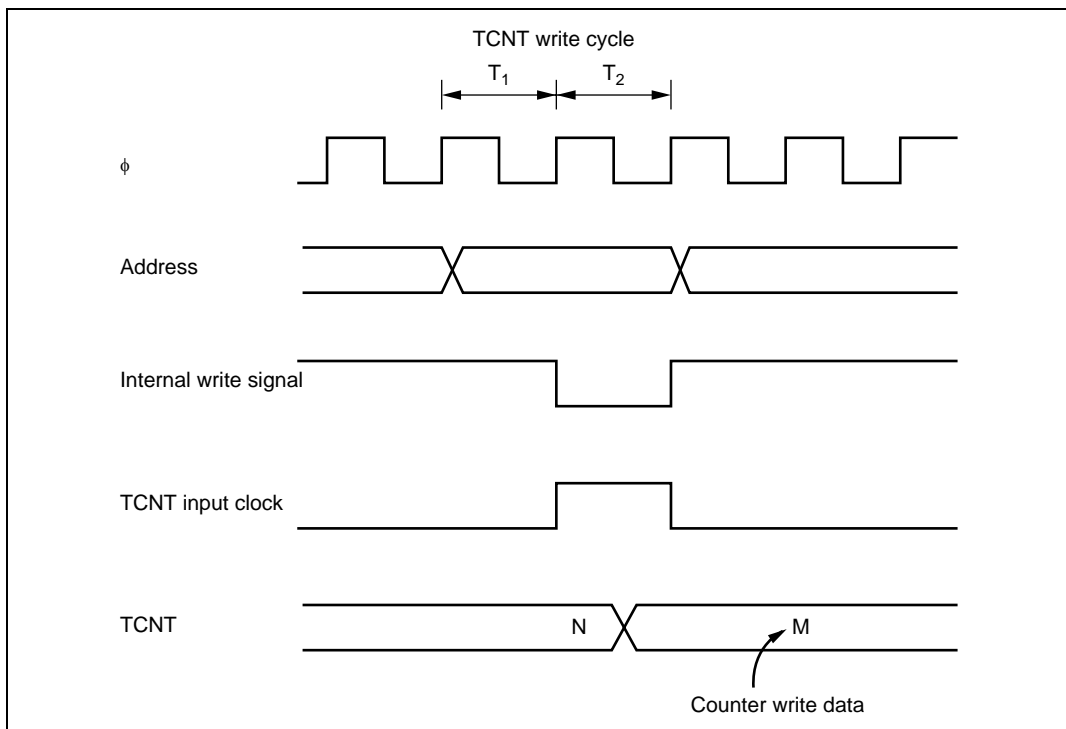 TCNT write cycle
T1 T2
ϕ
Address
Internal write signal
TCNT input clock
TCNT
N M
Counter write data